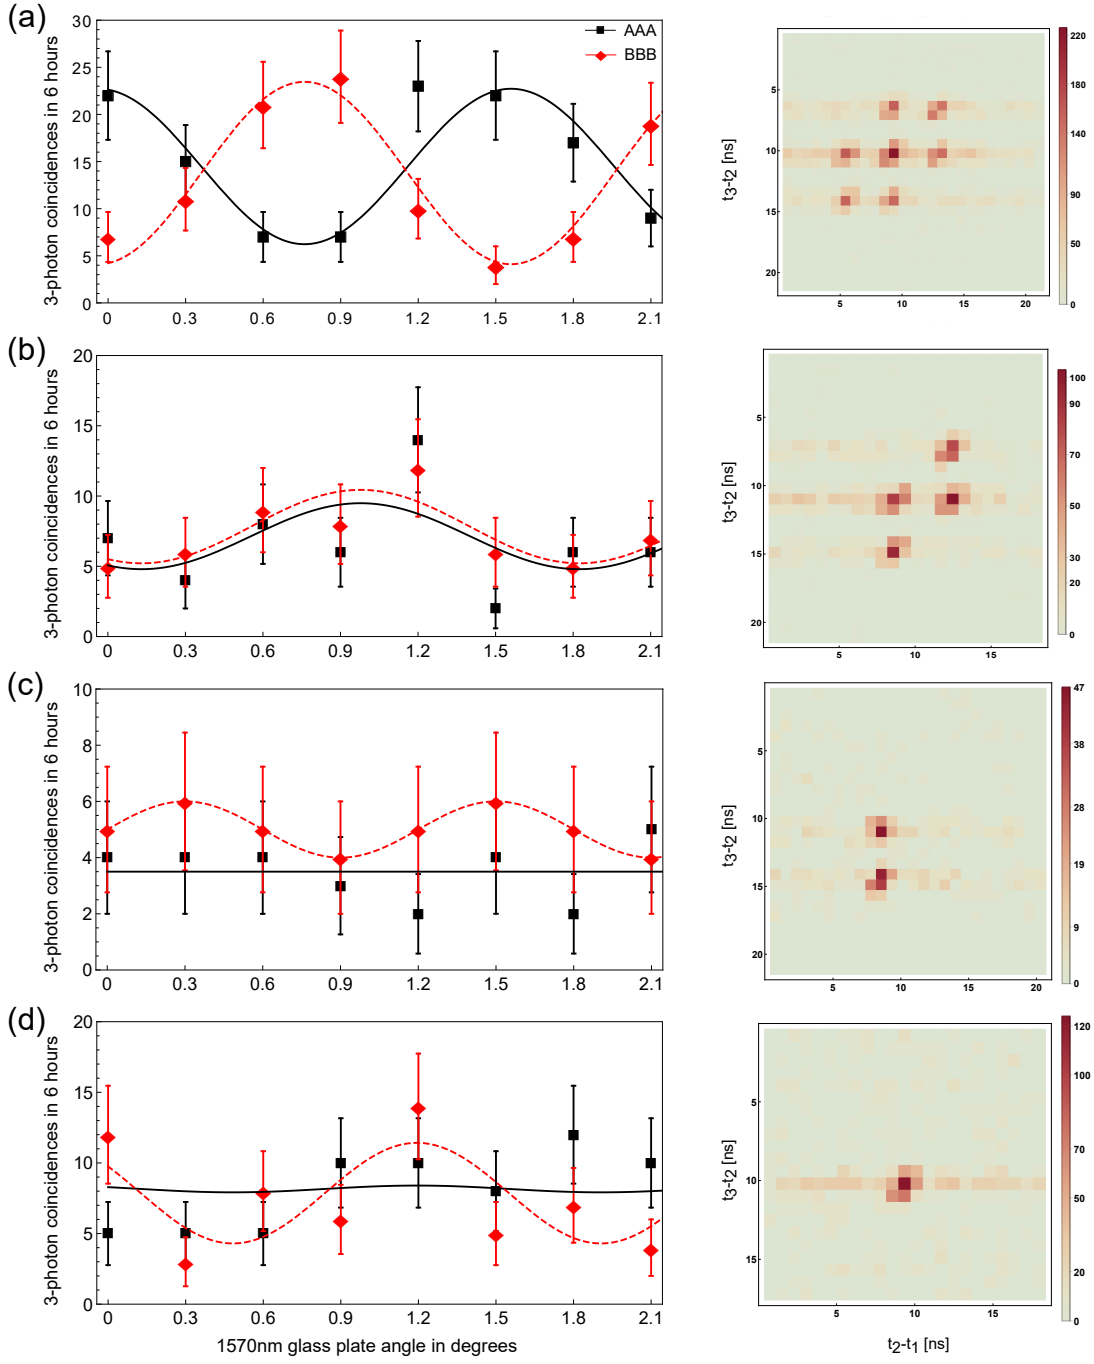 (a)
3-photon coincidences in 6 hours
30
25
20
15
10
5
0
AAA
BBB
0 0.3 0.6 0.9 1.2 1.5 1.8 2.1
t3-t2 [ns]
5
10
15
20
5 10 15 20
220
180
140
90
50
0
(b)
3-photon coincidences in 6 hours
20
15
10
5
0
0 0.3 0.6 0.9 1.2 1.5 1.8 2.1
t3-t2 [ns]
5
10
15
20
5 10 15
100
90
70
50
30
20
0
(c)
3-photon coincidences in 6 hours
10
8
6
4
2
0
0 0.3 0.6 0.9 1.2 1.5 1.8 2.1
t3-t2 [ns]
5
10
15
20
5 10 15 20
47
38
28
19
9
0
(d)
3-photon coincidences in 6 hours
20
15
10
5
0
0 0.3 0.6 0.9 1.2 1.5 1.8 2.1
1570nm glass plate angle in degrees
t3-t2 [ns]
5
10
15
5 10 15
t2-t1 [ns]
120
100
70
50
20
0